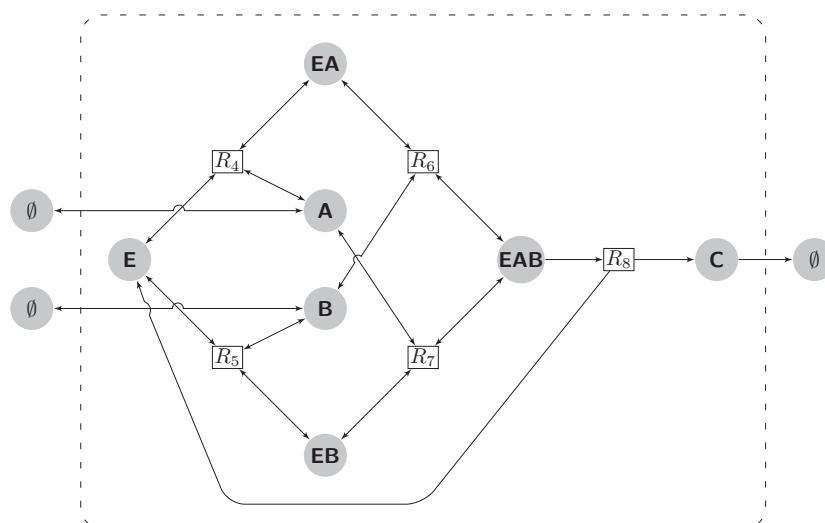 EA
R4 R6
∅ A
E EAB R8 C ∅
∅ B
R5 R7
EB